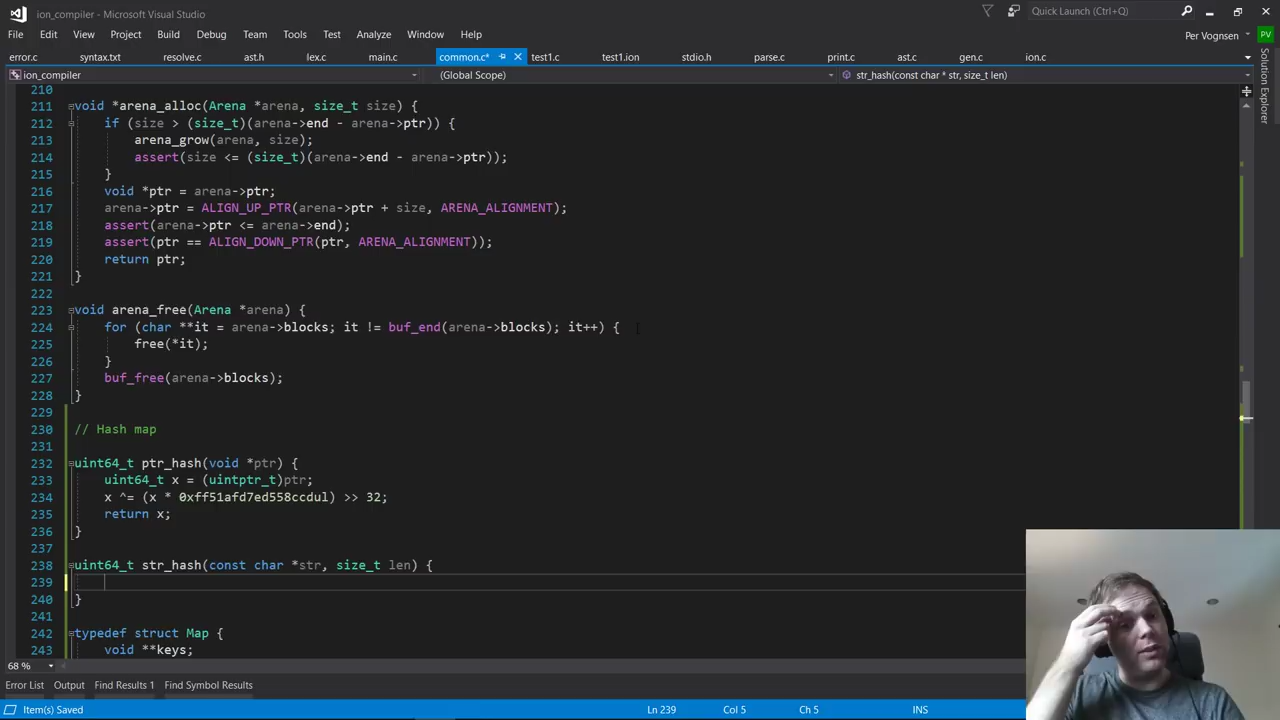 ion_compiler - Microsoft Visual Studio
Quick Launch (Ctrl+Q)
File Edit View Project Build Debug Team Tools Test Analyze Window Help
Per Vognsen PV
error.c syntax.txt resolve.c ast.h lex.c main.c common.c* test1.c test1.ion stdio.h parse.c print.c ast.c gen.c ion.c
ion_compiler (Global Scope) str_hash(const char * str, size_t len)
Solution Explorer
210
211 void *arena_alloc(Arena *arena, size_t size) {
212 if (size > (size_t)(arena->end - arena->ptr)) {
213 arena_grow(arena, size);
214 assert(size <= (size_t)(arena->end - arena->ptr));
215 }
216 void *ptr = arena->ptr;
217 arena->ptr = ALIGN_UP_PTR(arena->ptr + size, ARENA_ALIGNMENT);
218 assert(arena->ptr <= arena->end);
219 assert(ptr == ALIGN_DOWN_PTR(ptr, ARENA_ALIGNMENT));
220 return ptr;
221 }
222
223 void arena_free(Arena *arena) {
224 for (char **it = arena->blocks; it != buf_end(arena->blocks); it++) {
225 free(*it);
226 }
227 buf_free(arena->blocks);
228 }
229
230 // Hash map
231
232 uint64_t ptr_hash(void *ptr) {
233 uint64_t x = (uintptr_t)ptr;
234 x ^= (x * 0xff51afd7ed558ccdul) >> 32;
235 return x;
236 }
237
238 uint64_t str_hash(const char *str, size_t len) {
239
240 }
241
242 typedef struct Map {
243 void **keys;
68 %
Error List Output Find Results 1 Find Symbol Results
Item(s) Saved Ln 239 Col 5 Ch 5 INS